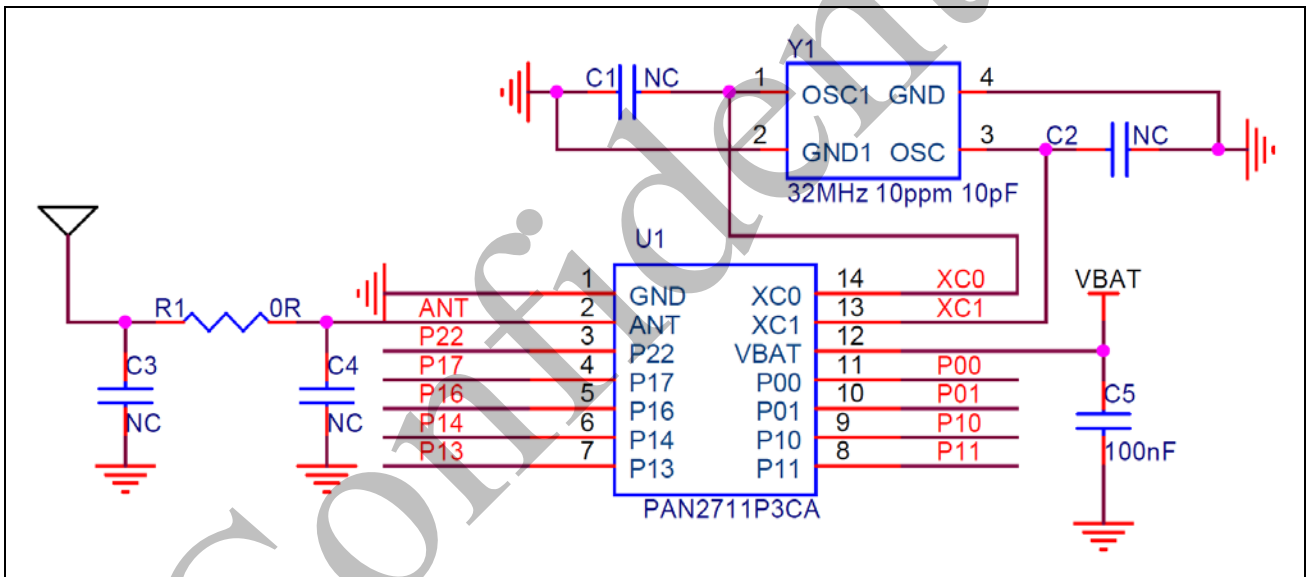 Y1
C1 NC 1 OSC1 GND 4
2 GND1 OSC 3 C2 NC
32MHz 10ppm 10pF
U1
1 GND XC0 14 XC0 VBAT
R1 0R ANT 2 ANT XC1 13 XC1
P22 3 P22 VBAT 12
C3 C4 P17 4 P17 P00 11 P00
P16 5 P16 P01 10 P01 C5
NC NC P14 6 P14 P10 9 P10
P13 7 P13 P11 8 P11 100nF
PAN2711P3CA
Confident